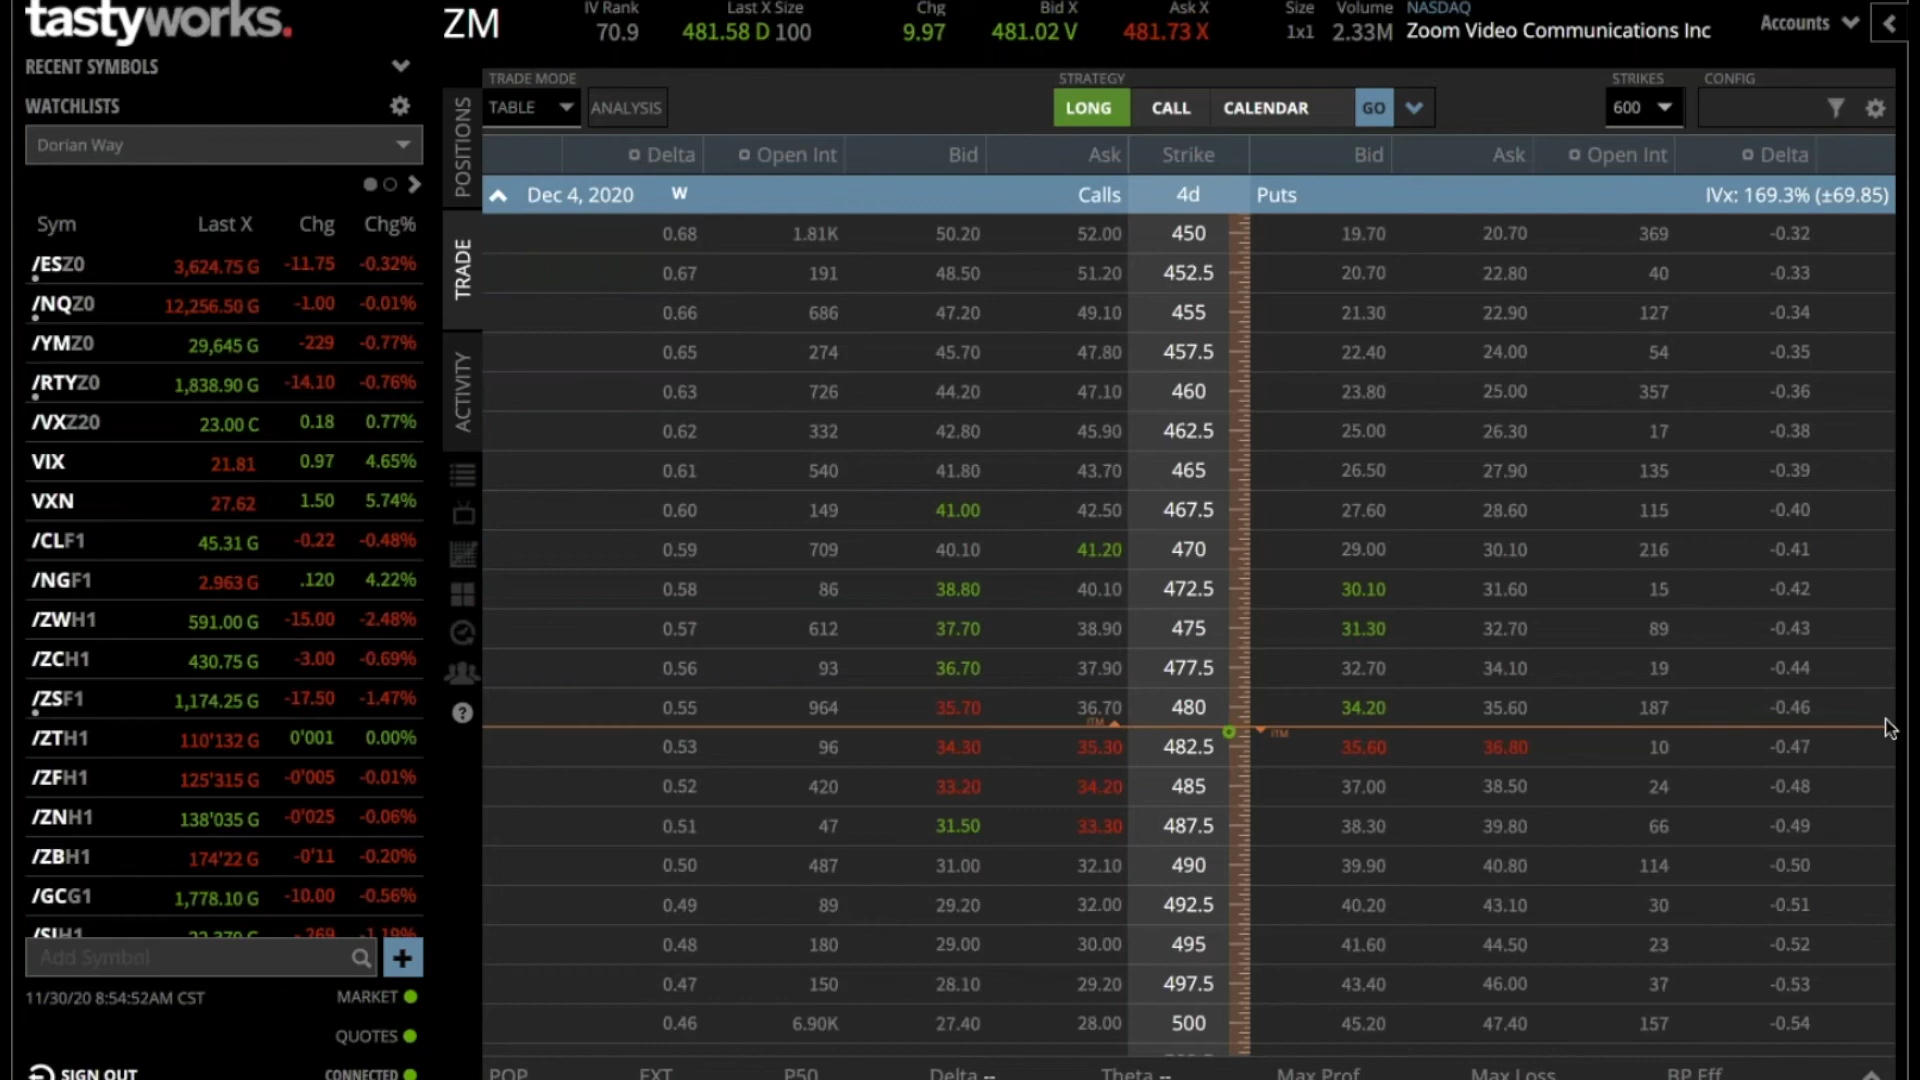 tastyworks.
RECENT SYMBOLS
WATCHLISTS
Dorian Way
Sym Last X Chg Chg%
/ESZ0 3,624.75 G -11.75 -0.32%
/NQZ0 12,256.50 G -1.00 -0.01%
/YMZ0 29,645 G -229 -0.77%
/RTYZ0 1,838.90 G -14.10 -0.76%
/VXZ20 23.00 C 0.18 0.77%
VIX 21.81 0.97 4.65%
VXN 27.62 1.50 5.74%
/CLF1 45.31 G -0.22 -0.48%
/NGF1 2.963 G .120 4.22%
/ZWH1 591.00 G -15.00 -2.48%
/ZCH1 430.75 G -3.00 -0.69%
/ZSF1 1,174.25 G -17.50 -1.47%
/ZTH1 110'132 G 0'001 0.00%
/ZFH1 125'315 G -0'005 -0.01%
/ZNH1 138'035 G -0'025 -0.06%
/ZBH1 174'22 G -0'11 -0.20%
/GCG1 1,778.10 G -10.00 -0.56%
/SIH1 22.370 G -.269 -1.19%
Add Symbol
11/30/20 8:54:52AM CST MARKET
QUOTES
SIGN OUT CONNECTED
POSITIONS
TRADE
ACTIVITY
ZM
IV Rank Last X Size Chg Bid X Ask X Size Volume NASDAQ
70.9 481.58 D 100 9.97 481.02 V 481.73 X 1x1 2.33M Zoom Video Communications Inc
Accounts
TRADE MODE STRATEGY STRIKES CONFIG
TABLE ANALYSIS LONG CALL CALENDAR GO 600
Delta Open Int Bid Ask Strike Bid Ask Open Int Delta
Dec 4, 2020 W Calls 4d Puts IVx: 169.3% (±69.85)
0.68 1.81K 50.20 52.00 450 19.70 20.70 369 -0.32
0.67 191 48.50 51.20 452.5 20.70 22.80 40 -0.33
0.66 686 47.20 49.10 455 21.30 22.90 127 -0.34
0.65 274 45.70 47.80 457.5 22.40 24.00 54 -0.35
0.63 726 44.20 47.10 460 23.80 25.00 357 -0.36
0.62 332 42.80 45.90 462.5 25.00 26.30 17 -0.38
0.61 540 41.80 43.70 465 26.50 27.90 135 -0.39
0.60 149 41.00 42.50 467.5 27.60 28.60 115 -0.40
0.59 709 40.10 41.20 470 29.00 30.10 216 -0.41
0.58 86 38.80 40.10 472.5 30.10 31.60 15 -0.42
0.57 612 37.70 38.90 475 31.30 32.70 89 -0.43
0.56 93 36.70 37.90 477.5 32.70 34.10 19 -0.44
0.55 964 35.70 36.70 480 34.20 35.60 187 -0.46
ITM ITM
0.53 96 34.30 35.30 482.5 35.60 36.80 10 -0.47
0.52 420 33.20 34.20 485 37.00 38.50 24 -0.48
0.51 47 31.50 33.30 487.5 38.30 39.80 66 -0.49
0.50 487 31.00 32.10 490 39.90 40.80 114 -0.50
0.49 89 29.20 32.00 492.5 40.20 43.10 30 -0.51
0.48 180 29.00 30.00 495 41.60 44.50 23 -0.52
0.47 150 28.10 29.20 497.5 43.40 46.00 37 -0.53
0.46 6.90K 27.40 28.00 500 45.20 47.40 157 -0.54
POP EXT P50 Delta -- Theta -- Max Prof Max Loss BP Eff